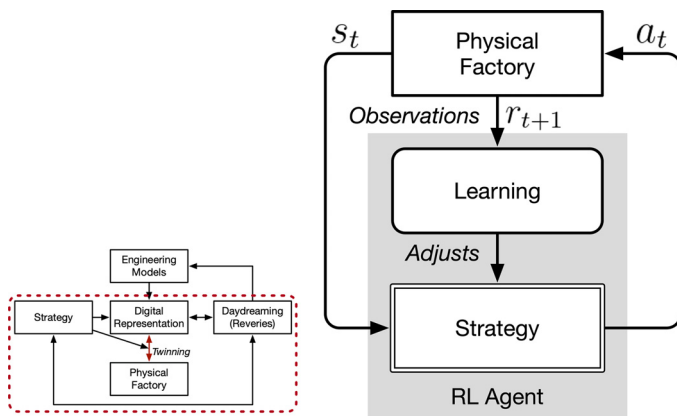 Engineering
Models
Strategy
Digital
Representation
Daydreaming
(Reveries)
Twinning
Physical
Factory
s_t
Physical
Factory
a_t
Observations
r_{t+1}
Learning
Adjusts
Strategy
RL Agent